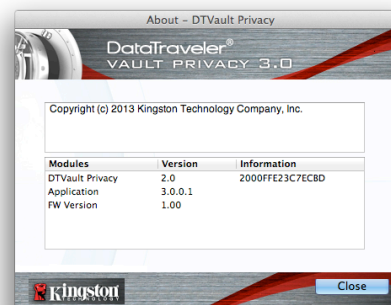 About – DTVault Privacy
DataTraveler®
VAULT PRIVACY 3.0
Copyright (c) 2013 Kingston Technology Company, Inc.
Modules Version Information
DTVault Privacy 2.0 2000FFE23C7ECBD
Application 3.0.0.1
FW Version 1.00
Kingston
TECHNOLOGY
Close